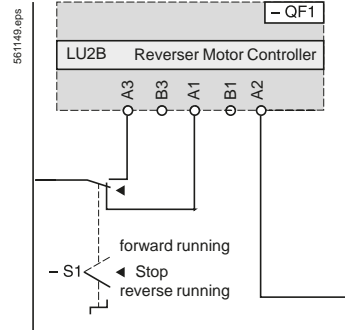 561149.eps
– QF1
LU2B Reverser Motor Controller
A3 B3 A1 B1 A2
forward running
– S1 Stop
reverse running